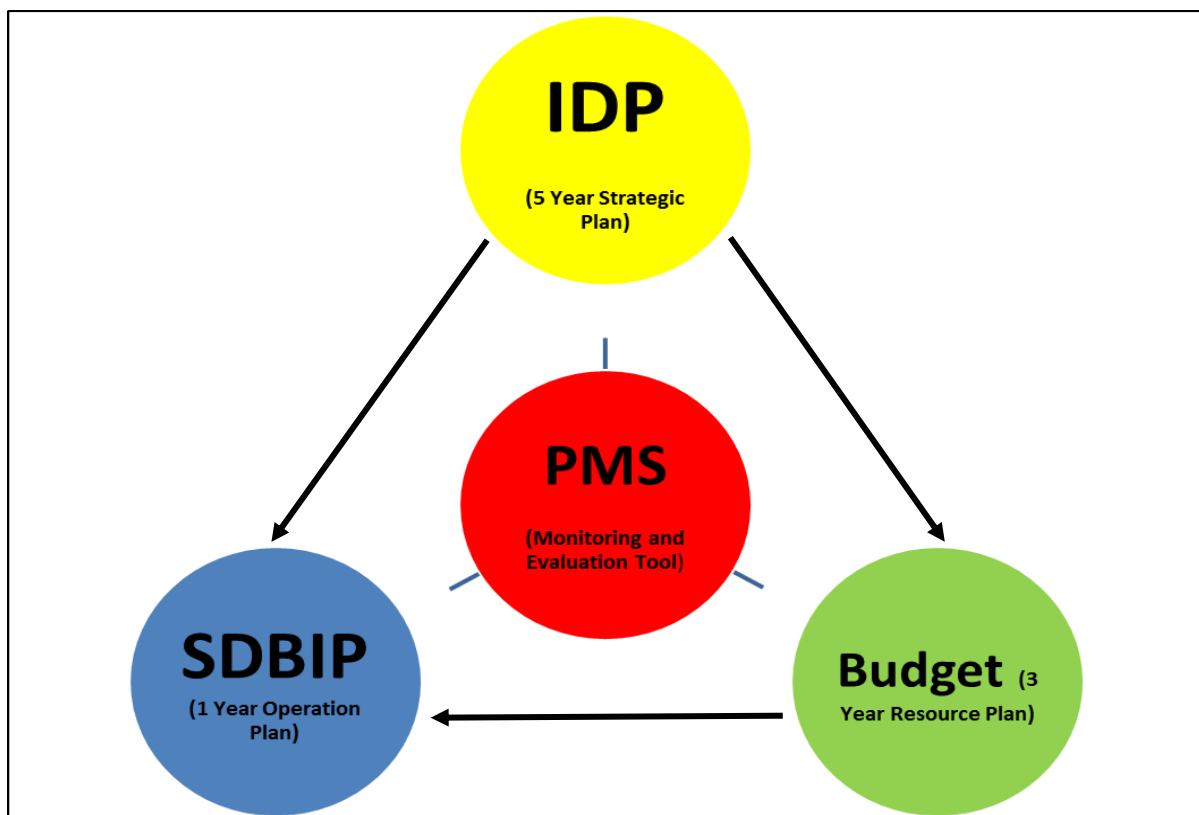 IDP
(5 Year Strategic
Plan)
PMS
(Monitoring and
Evaluation Tool)
SDBIP
(1 Year Operation
Plan)
Budget (3
Year Resource Plan)